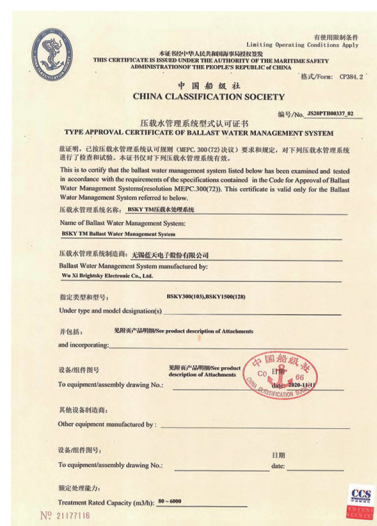 有使用限制条件
Limiting Operating Conditions Apply
本证书经中华人民共和国海事局授权签发
THIS CERTIFICATE IS ISSUED UNDER THE AUTHORITY OF THE MARITIME SAFETY
ADMINISTRATIONOF THE PEOPLE'S REPUBLIC of CHINA
格式/Form: CP384.2
中国船级社
CHINA CLASSIFICATION SOCIETY
编号/No. JS20PTB00337_02
压载水管理系统型式认可证书
TYPE APPROVAL CERTIFICATE OF BALLAST WATER MANAGEMENT SYSTEM
兹证明，已按压载水管理系统认可规则（MEPC.300(72)决议）要求和规定，对下列压载水管理系统
进行了检查和试验。本证书仅对下列压载水管理系统有效。
This is to certify that the ballast water management system listed below has been examined and tested
in accordance with the requirements of the specifications contained in the Code for Approval of Ballast
Water Management Systems(resolution MEPC.300(72)). This certificate is valid only for the Ballast
Water Management System referred to below.
压载水管理系统名称： BSKY TM压载水处理系统
Name of Ballast Water Management System:
BSKY TM Ballast Water Management System
压载水管理系统制造商：无锡蓝天电子股份有限公司
Ballast Water Management System manufactured by:
Wu Xi Brightsky Electronic Co., Ltd.
指定类型和型号： BSKY300(103),BSKY1500(128)
Under type and model designation(s)
并包括： 见附页产品明细/See product description of Attachments
and incorporating:
设备/组件图号 见附页产品明细/See product
description of Attachments
日期
To equipment/assembly drawing No.: date: 2020-11-11
中国船级社
CO 66
CHINA CLASSIFICATION SOCIETY
其他设备制造商：
Other equipment manufactured by :
设备/组件图号： 日期
To equipment/assembly drawing No.: date:
额定处理能力：
Treatment Rated Capacity (m3/h): 80～6000
CCS
№ 21177116